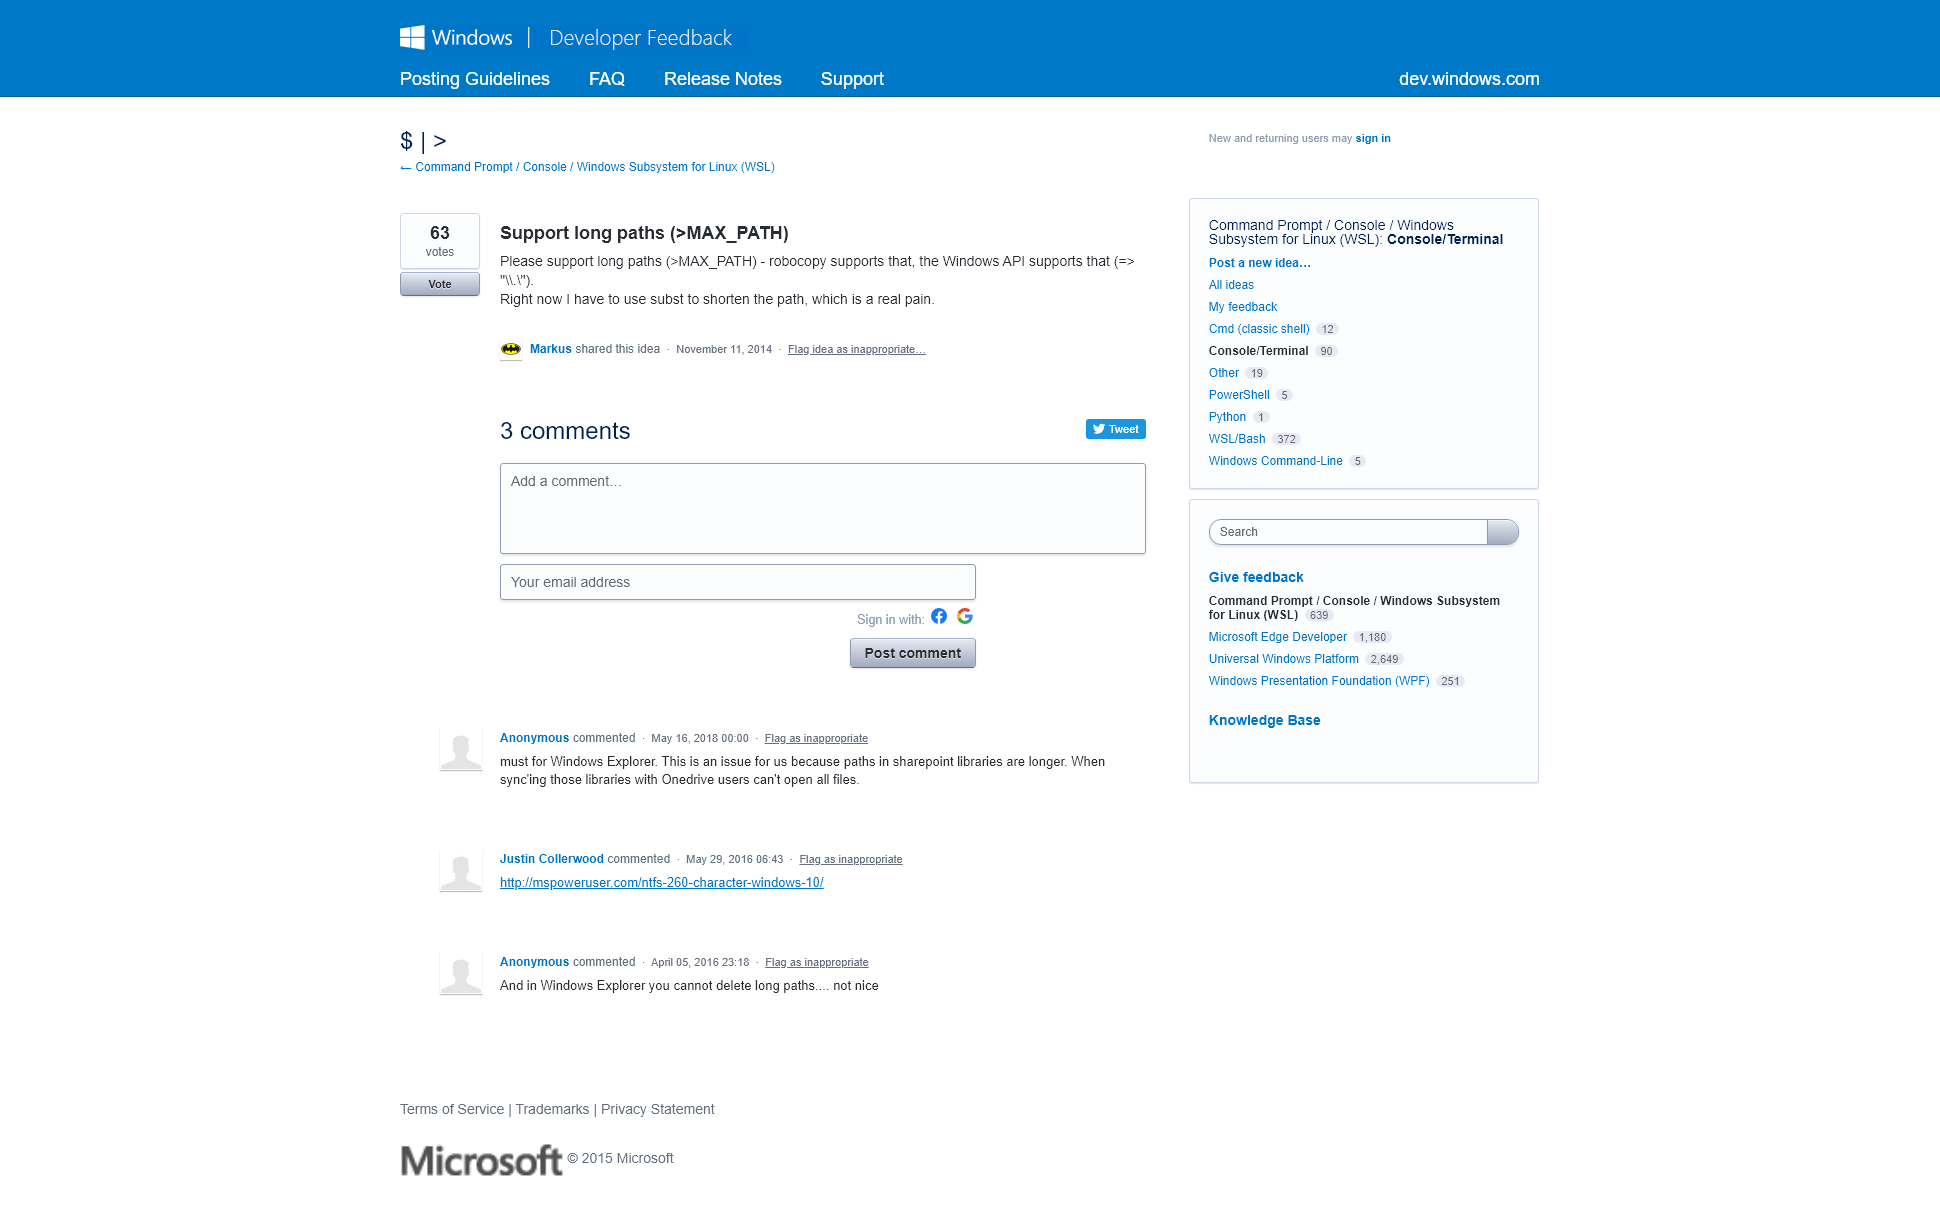 Windows | Developer Feedback
Posting Guidelines FAQ Release Notes Support dev.windows.com
$ | >
← Command Prompt / Console / Windows Subsystem for Linux (WSL)
63
votes
Vote
Support long paths (>MAX_PATH)
Please support long paths (>MAX_PATH) - robocopy supports that, the Windows API supports that (=>
"\\.\").
Right now I have to use subst to shorten the path, which is a real pain.
Markus shared this idea · November 11, 2014 · Flag idea as inappropriate…
3 comments
Tweet
Add a comment…
Your email address
Sign in with:
Post comment
Anonymous commented · May 16, 2018 00:00 · Flag as inappropriate
must for Windows Explorer. This is an issue for us because paths in sharepoint libraries are longer. When
sync'ing those libraries with Onedrive users can't open all files.
Justin Collerwood commented · May 29, 2016 06:43 · Flag as inappropriate
http://mspoweruser.com/ntfs-260-character-windows-10/
Anonymous commented · April 05, 2016 23:18 · Flag as inappropriate
And in Windows Explorer you cannot delete long paths.... not nice
New and returning users may sign in
Command Prompt / Console / Windows
Subsystem for Linux (WSL): Console/Terminal
Post a new idea…
All ideas
My feedback
Cmd (classic shell) 12
Console/Terminal 90
Other 19
PowerShell 5
Python 1
WSL/Bash 372
Windows Command-Line 5
Search
Give feedback
Command Prompt / Console / Windows Subsystem
for Linux (WSL) 639
Microsoft Edge Developer 1,180
Universal Windows Platform 2,649
Windows Presentation Foundation (WPF) 251
Knowledge Base
Terms of Service | Trademarks | Privacy Statement
Microsoft © 2015 Microsoft